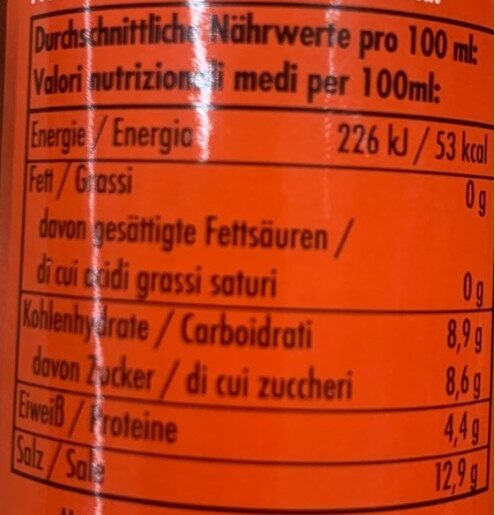 Durchschnittliche Nährwerte pro 100 ml:
Valori nutrizionali medi per 100ml:
Energie / Energia 226 kJ / 53 kcal
Fett / Grassi 0 g
davon gesättigte Fettsäuren /
di cui acidi grassi saturi 0 g
Kohlenhydrate / Carboidrati 8,9 g
davon Zucker / di cui zuccheri 8,6 g
Eiweiß / Proteine 4,4 g
Salz / Sale 12,9 g